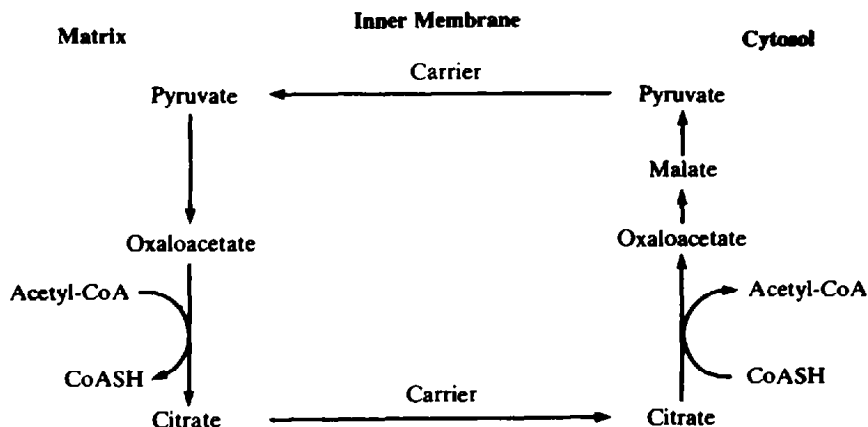 Inner Membrane
Matrix
Cytosol
Carrier
Pyruvate
Pyruvate
Malate
Oxaloacetate
Oxaloacetate
Acetyl-CoA
Acetyl-CoA
CoASH
CoASH
Carrier
Citrate
Citrate